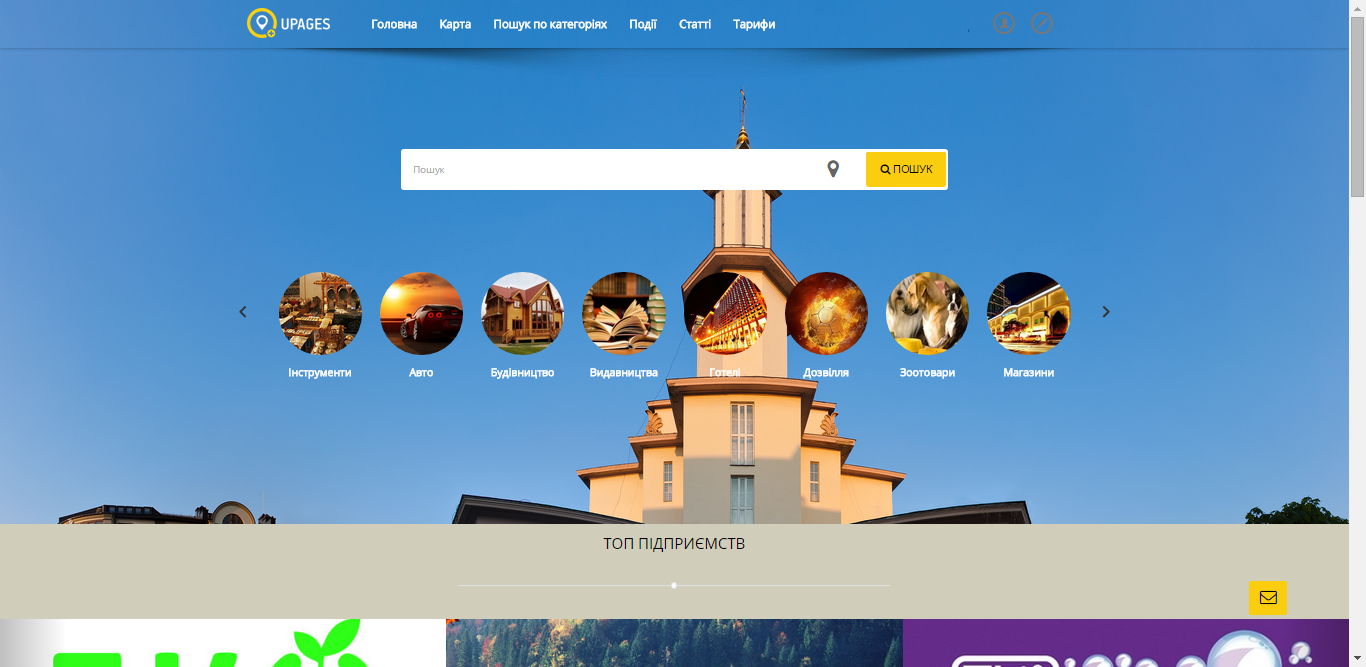 UPAGES
Головна
Карта
Пошук по категоріях
Події
Статті
Тарифи
Пошук
ПОШУК
Інструменти
Авто
Будівництво
Видавництва
Готелі
Дозвілля
Зоотовари
Магазини
ТОП ПІДПРИЄМСТВ